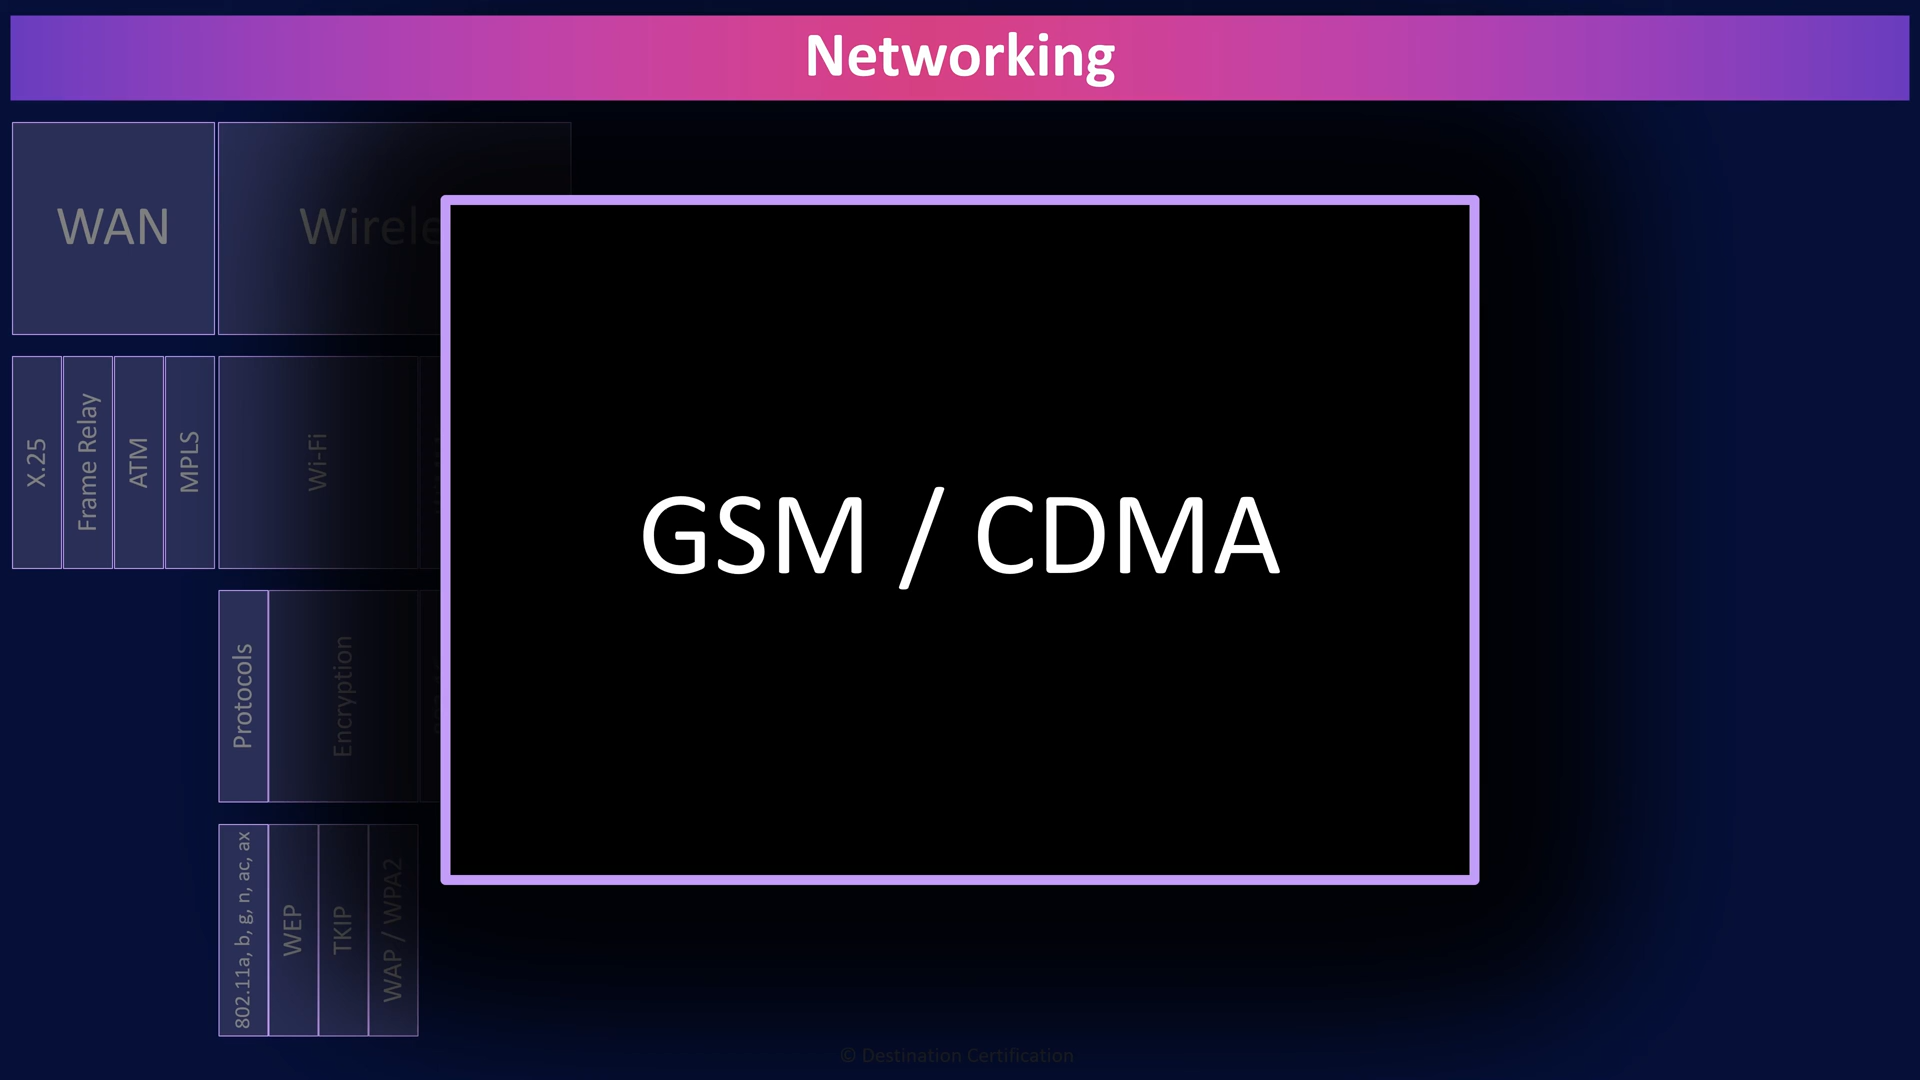 Networking
WAN
Wirele
X.25
Frame Relay
ATM
MPLS
Wi-Fi
GSM / CDMA
Protocols
Encryption
802.11a, b, g, n, ac, ax
WEP
TKIP
WAP / WPA2
© Destination Certification